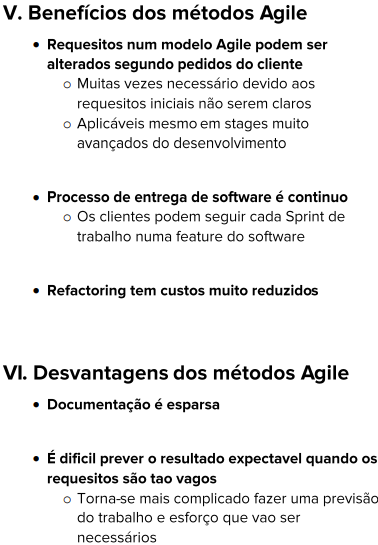 V. Benefícios dos métodos Agile
• Requesitos num modelo Agile podem ser
alterados segundo pedidos do cliente
o Muitas vezes necessário devido aos
requesitos iniciais não serem claros
o Aplicáveis mesmo em stages muito
avançados do desenvolvimento
• Processo de entrega de software é continuo
o Os clientes podem seguir cada Sprint de
trabalho numa feature do software
• Refactoring tem custos muito reduzidos
VI. Desvantagens dos métodos Agile
• Documentação é esparsa
• É dificil prever o resultado expectavel quando os
requesitos são tao vagos
o Torna-se mais complicado fazer uma previsão
do trabalho e esforço que vao ser
necessários